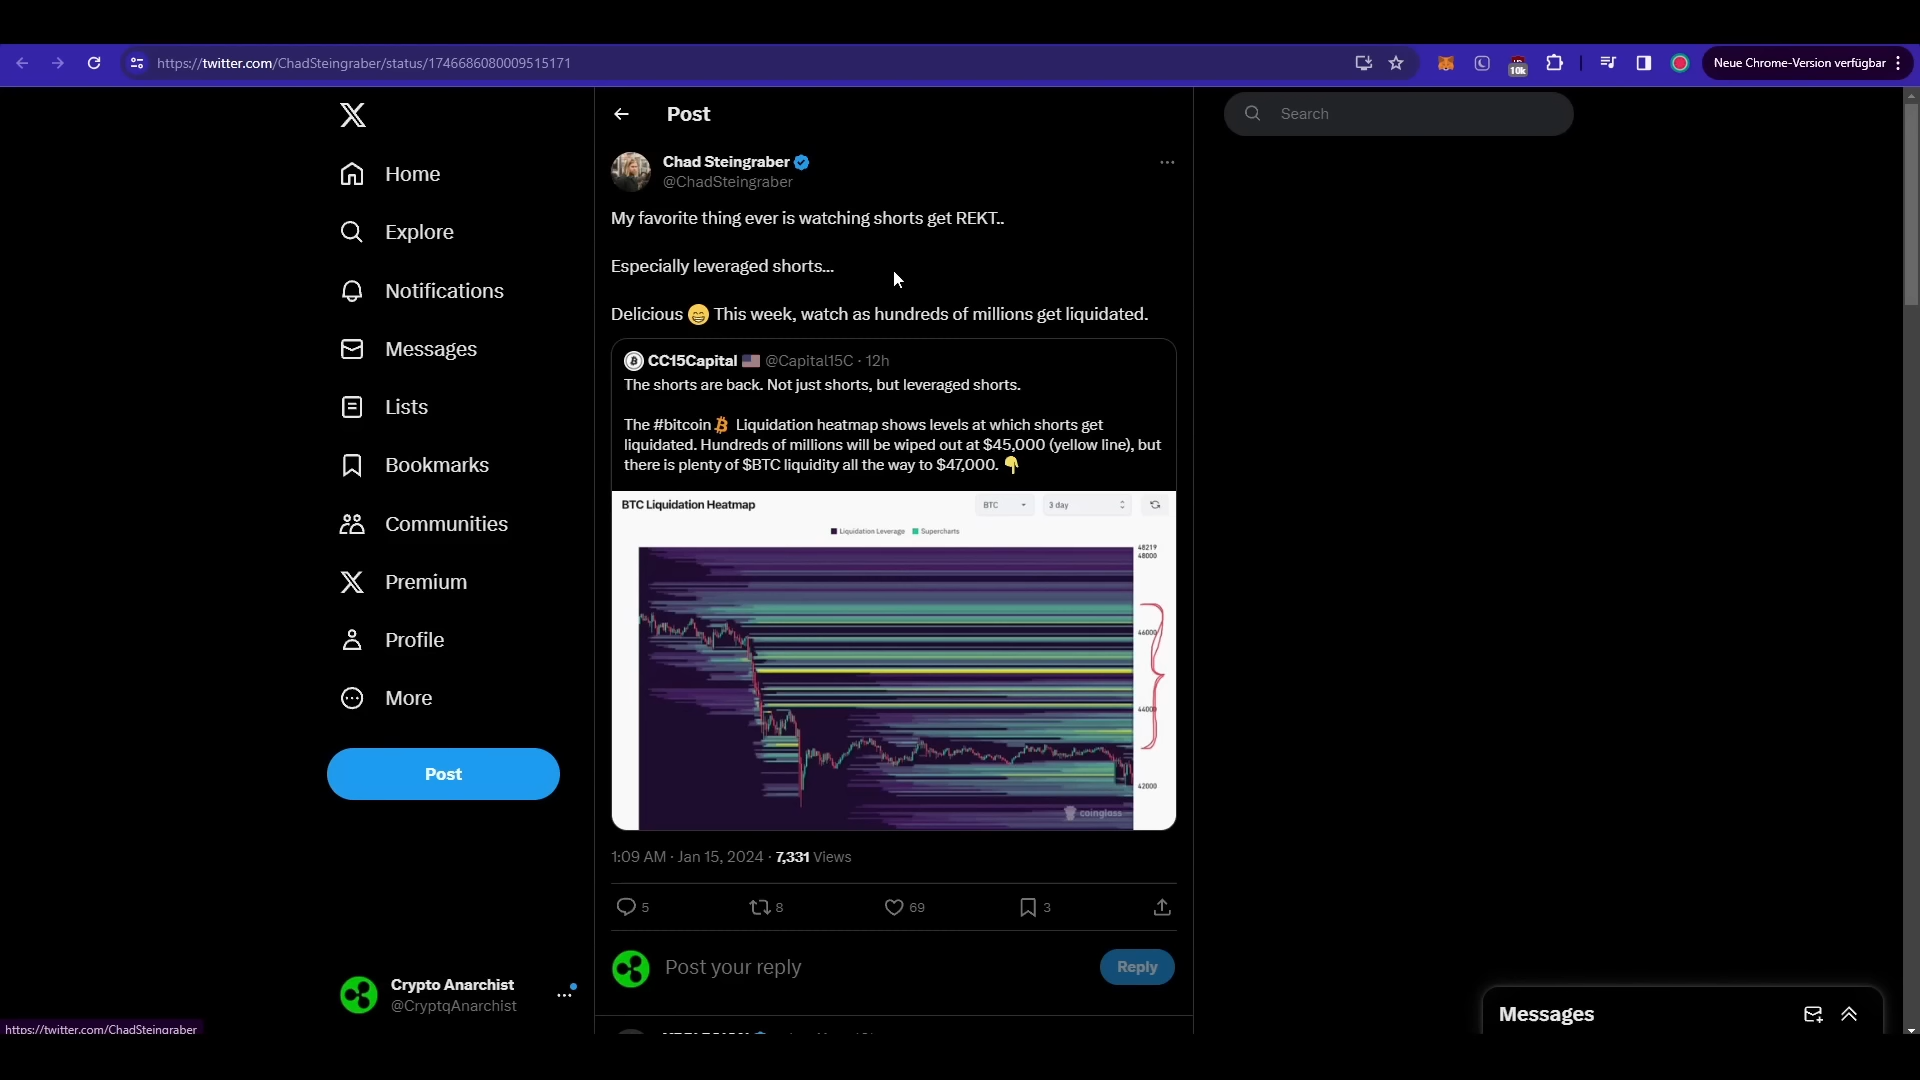 https://twitter.com/ChadSteingraber/status/1746686080009515171
10k
Neue Chrome-Version verfügbar
Home
Explore
Notifications
Messages
Lists
Bookmarks
Communities
Premium
Profile
More
Post
Crypto Anarchist
@CryptqAnarchist
https://twitter.com/ChadSteingraber
Post
Chad Steingraber
@ChadSteingraber
My favorite thing ever is watching shorts get REKT..
Especially leveraged shorts...
Delicious 😁 This week, watch as hundreds of millions get liquidated.
CC15Capital 🇺🇸 @Capital15C · 12h
The shorts are back. Not just shorts, but leveraged shorts.
The #bitcoin Liquidation heatmap shows levels at which shorts get
liquidated. Hundreds of millions will be wiped out at $45,000 (yellow line), but
there is plenty of $BTC liquidity all the way to $47,000. 👇
BTC Liquidation Heatmap
BTC
3 day
Liquidation Leverage Supercharts
48219
48000
46000
44000
42000
coinglass
1:09 AM · Jan 15, 2024 · 7,331 Views
5
8
69
3
Post your reply
Reply
Search
Messages